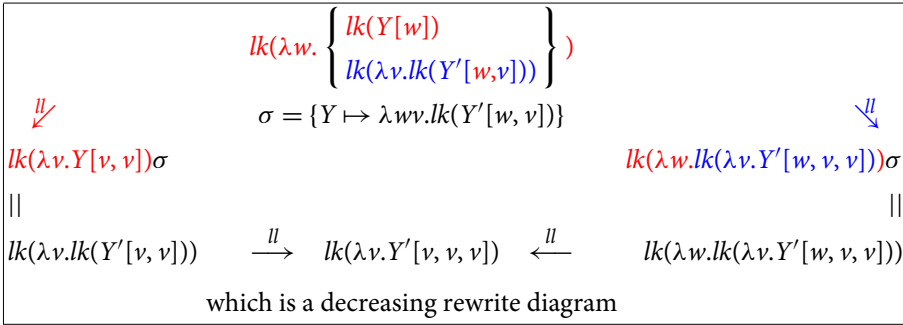 lk(λw. { lk(Y[w])
lk(λv.lk(Y′[w,v])) } )
ll
σ = {Y ↦ λwv.lk(Y′[w, v])}
ll
lk(λv.Y[v, v])σ
lk(λw.lk(λv.Y′[w, v, v]))σ
||
||
lk(λv.lk(Y′[v, v])) ll⟶ lk(λv.Y′[v, v, v]) ll⟵ lk(λw.lk(λv.Y′[w, v, v]))
which is a decreasing rewrite diagram